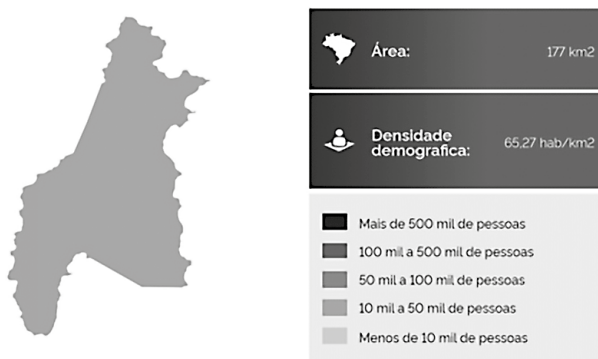 Área: 177 km2
Densidade
demografica: 65,27 hab/km2
Mais de 500 mil de pessoas
100 mil a 500 mil de pessoas
50 mil a 100 mil de pessoas
10 mil a 50 mil de pessoas
Menos de 10 mil de pessoas